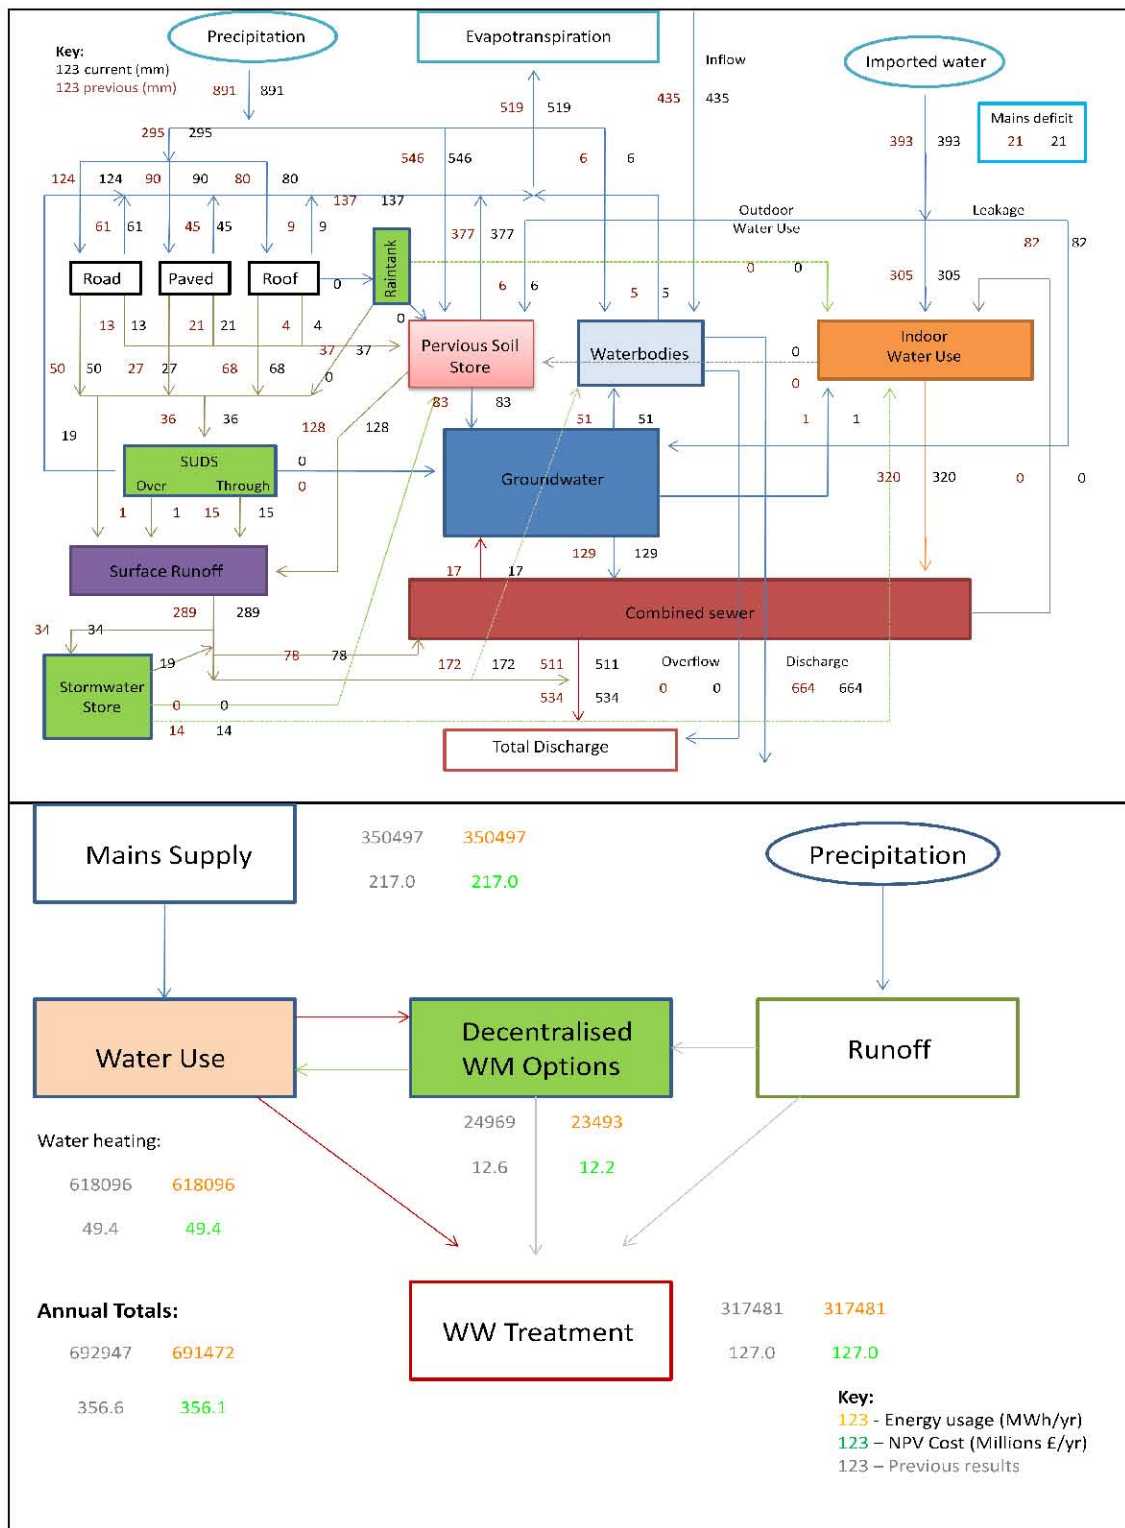 Precipitation
Evapotranspiration
Key:
123 current (mm)
123 previous (mm)
Inflow
Imported water
891 891
519 519
435 435
Mains deficit
21 21
393 393
295 295
546 546
6 6
124 124 90 90 80 80
137 137
Outdoor
Water Use
Leakage
61 61 45 45 9 9
377 377
82 82
Road
Paved
Roof
0
Raintank
0 0
305 305
6 6
5 5
0
13 13 21 21 4 4
37 37
Pervious Soil
Store
Waterbodies
0
0
Indoor
Water Use
50 50 27 27 68 68
0
83 83
51 51
1 1
19
36 36
128 128
SUDS
Over Through
0
0
Groundwater
320 320
0 0
1 1 15 15
129 129
Surface Runoff
17 17
289 289
Combined sewer
34 34
19
78 78
172 172
511 511
534 534
Overflow
0 0
Discharge
664 664
Stormwater
Store
0 0
14 14
Total Discharge
Mains Supply
350497 350497
217.0 217.0
Precipitation
Water Use
Decentralised
WM Options
Runoff
24969 23493
12.6 12.2
Water heating:
618096 618096
49.4 49.4
Annual Totals:
692947 691472
356.6 356.1
WW Treatment
317481 317481
127.0 127.0
Key:
123 - Energy usage (MWh/yr)
123 – NPV Cost (Millions £/yr)
123 – Previous results